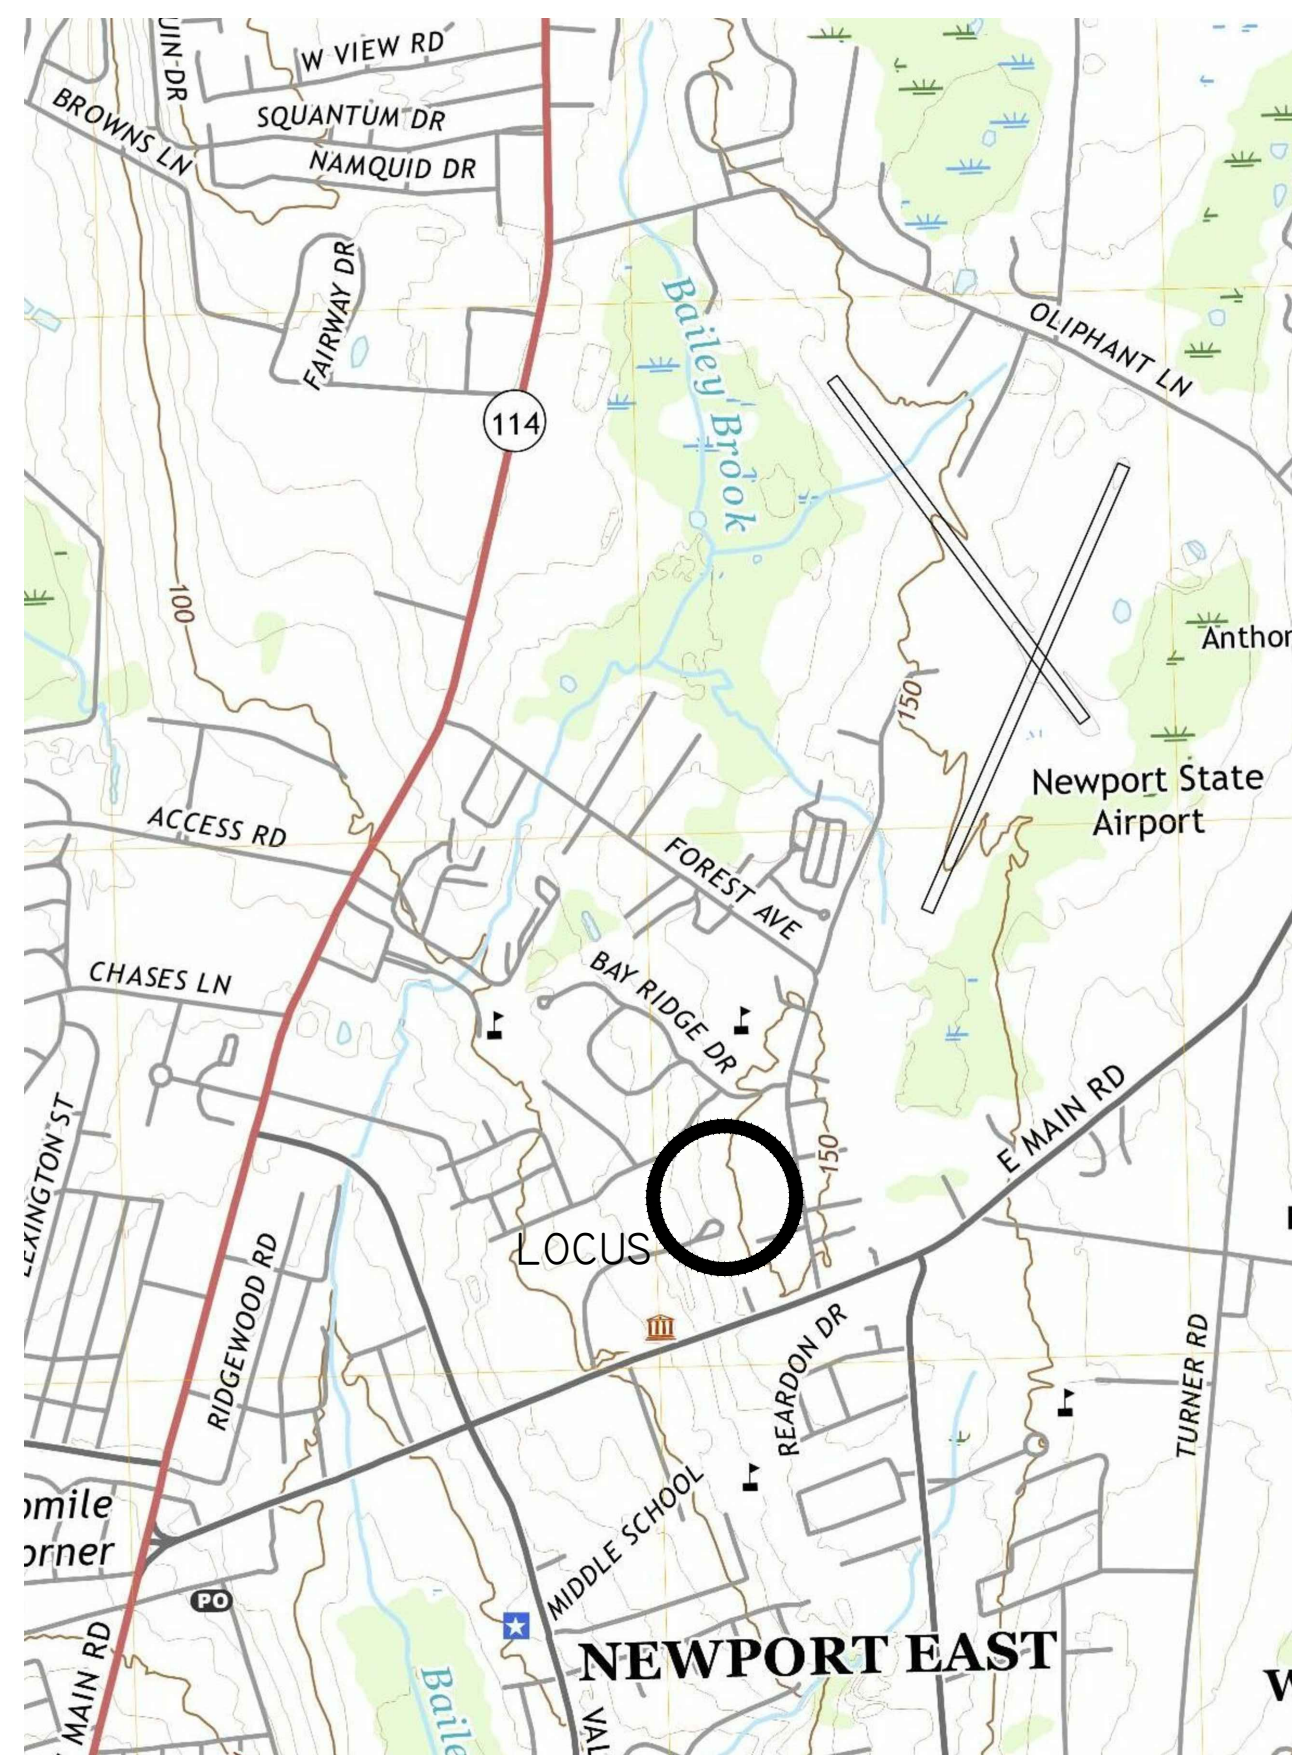 W VIEW RD
SQUANTUM DR
NAMQUID DR
BROWNS LN
FAIRWAY DR
114
Bailey Brook
OLIPHANT LN
100
150
Newport State
Airport
ACCESS RD
FOREST AVE
CHASES LN
BAY RIDGE DR
E MAIN RD
LEXINGTON ST
150
LOCUS
RIDGEWOOD RD
REARDON DR
TURNER RD
MIDDLE SCHOOL
PO
NEWPORT EAST
MAIN RD